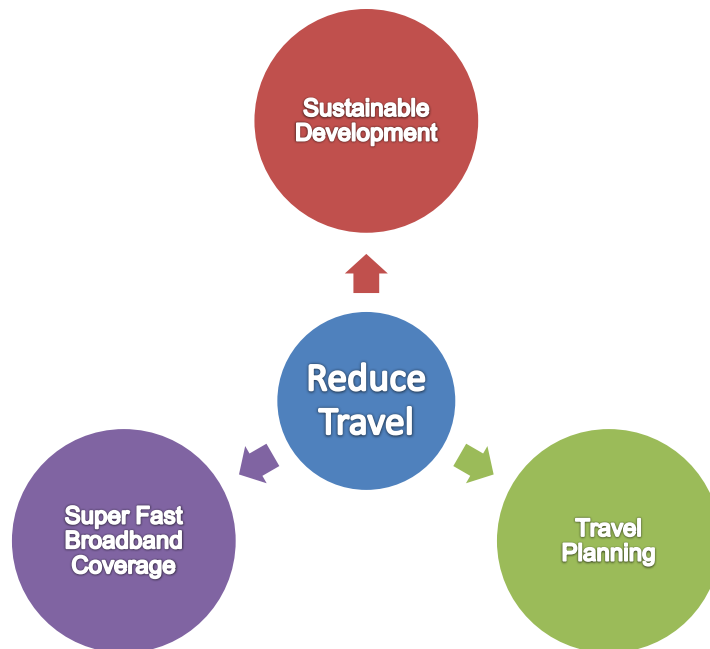 Sustainable
Development
Reduce
Travel
Super Fast
Broadband
Coverage
Travel
Planning